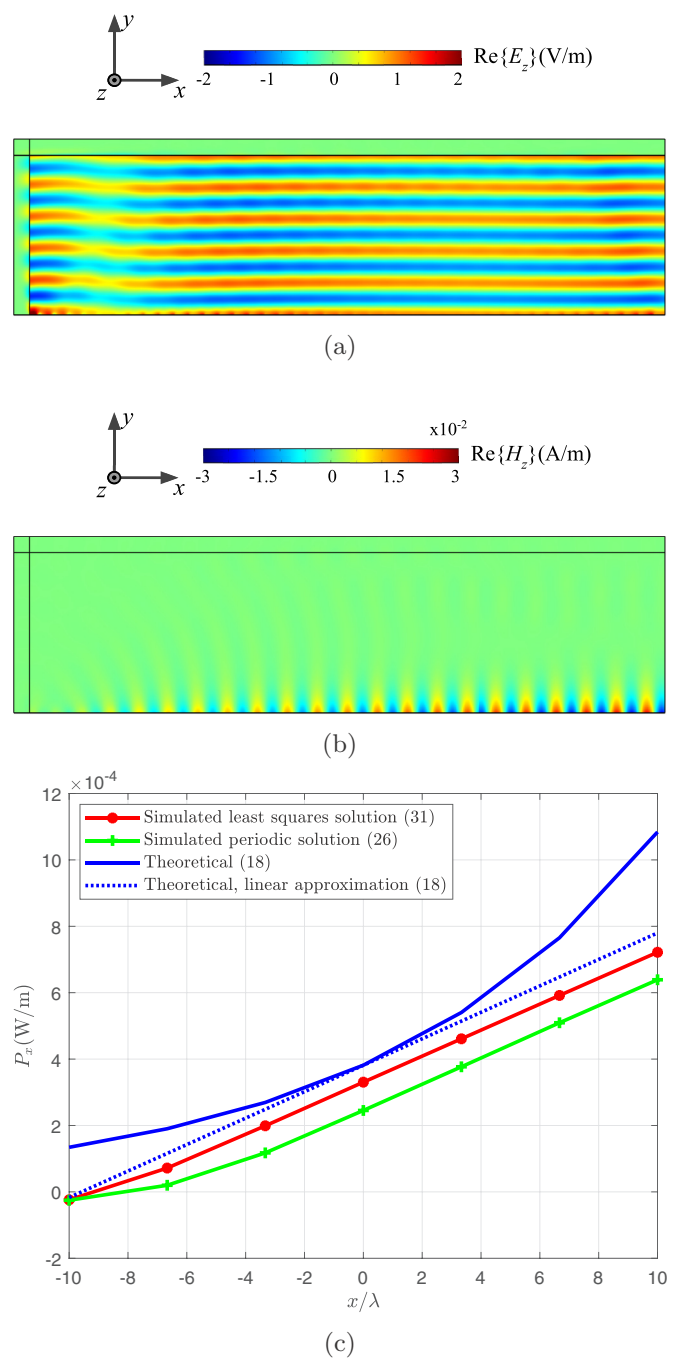 y
z
x
-2 -1 0 1 2
Re{E_z}(V/m)
(a)
y
z
x
x10^-2
-3 -1.5 0 1.5 3
Re{H_z}(A/m)
(b)
×10^-4
12
10
8
6
4
2
0
-2
P_x(W/m)
Simulated least squares solution (31)
Simulated periodic solution (26)
Theoretical (18)
Theoretical, linear approximation (18)
-10 -8 -6 -4 -2 0 2 4 6 8 10
x/λ
(c)